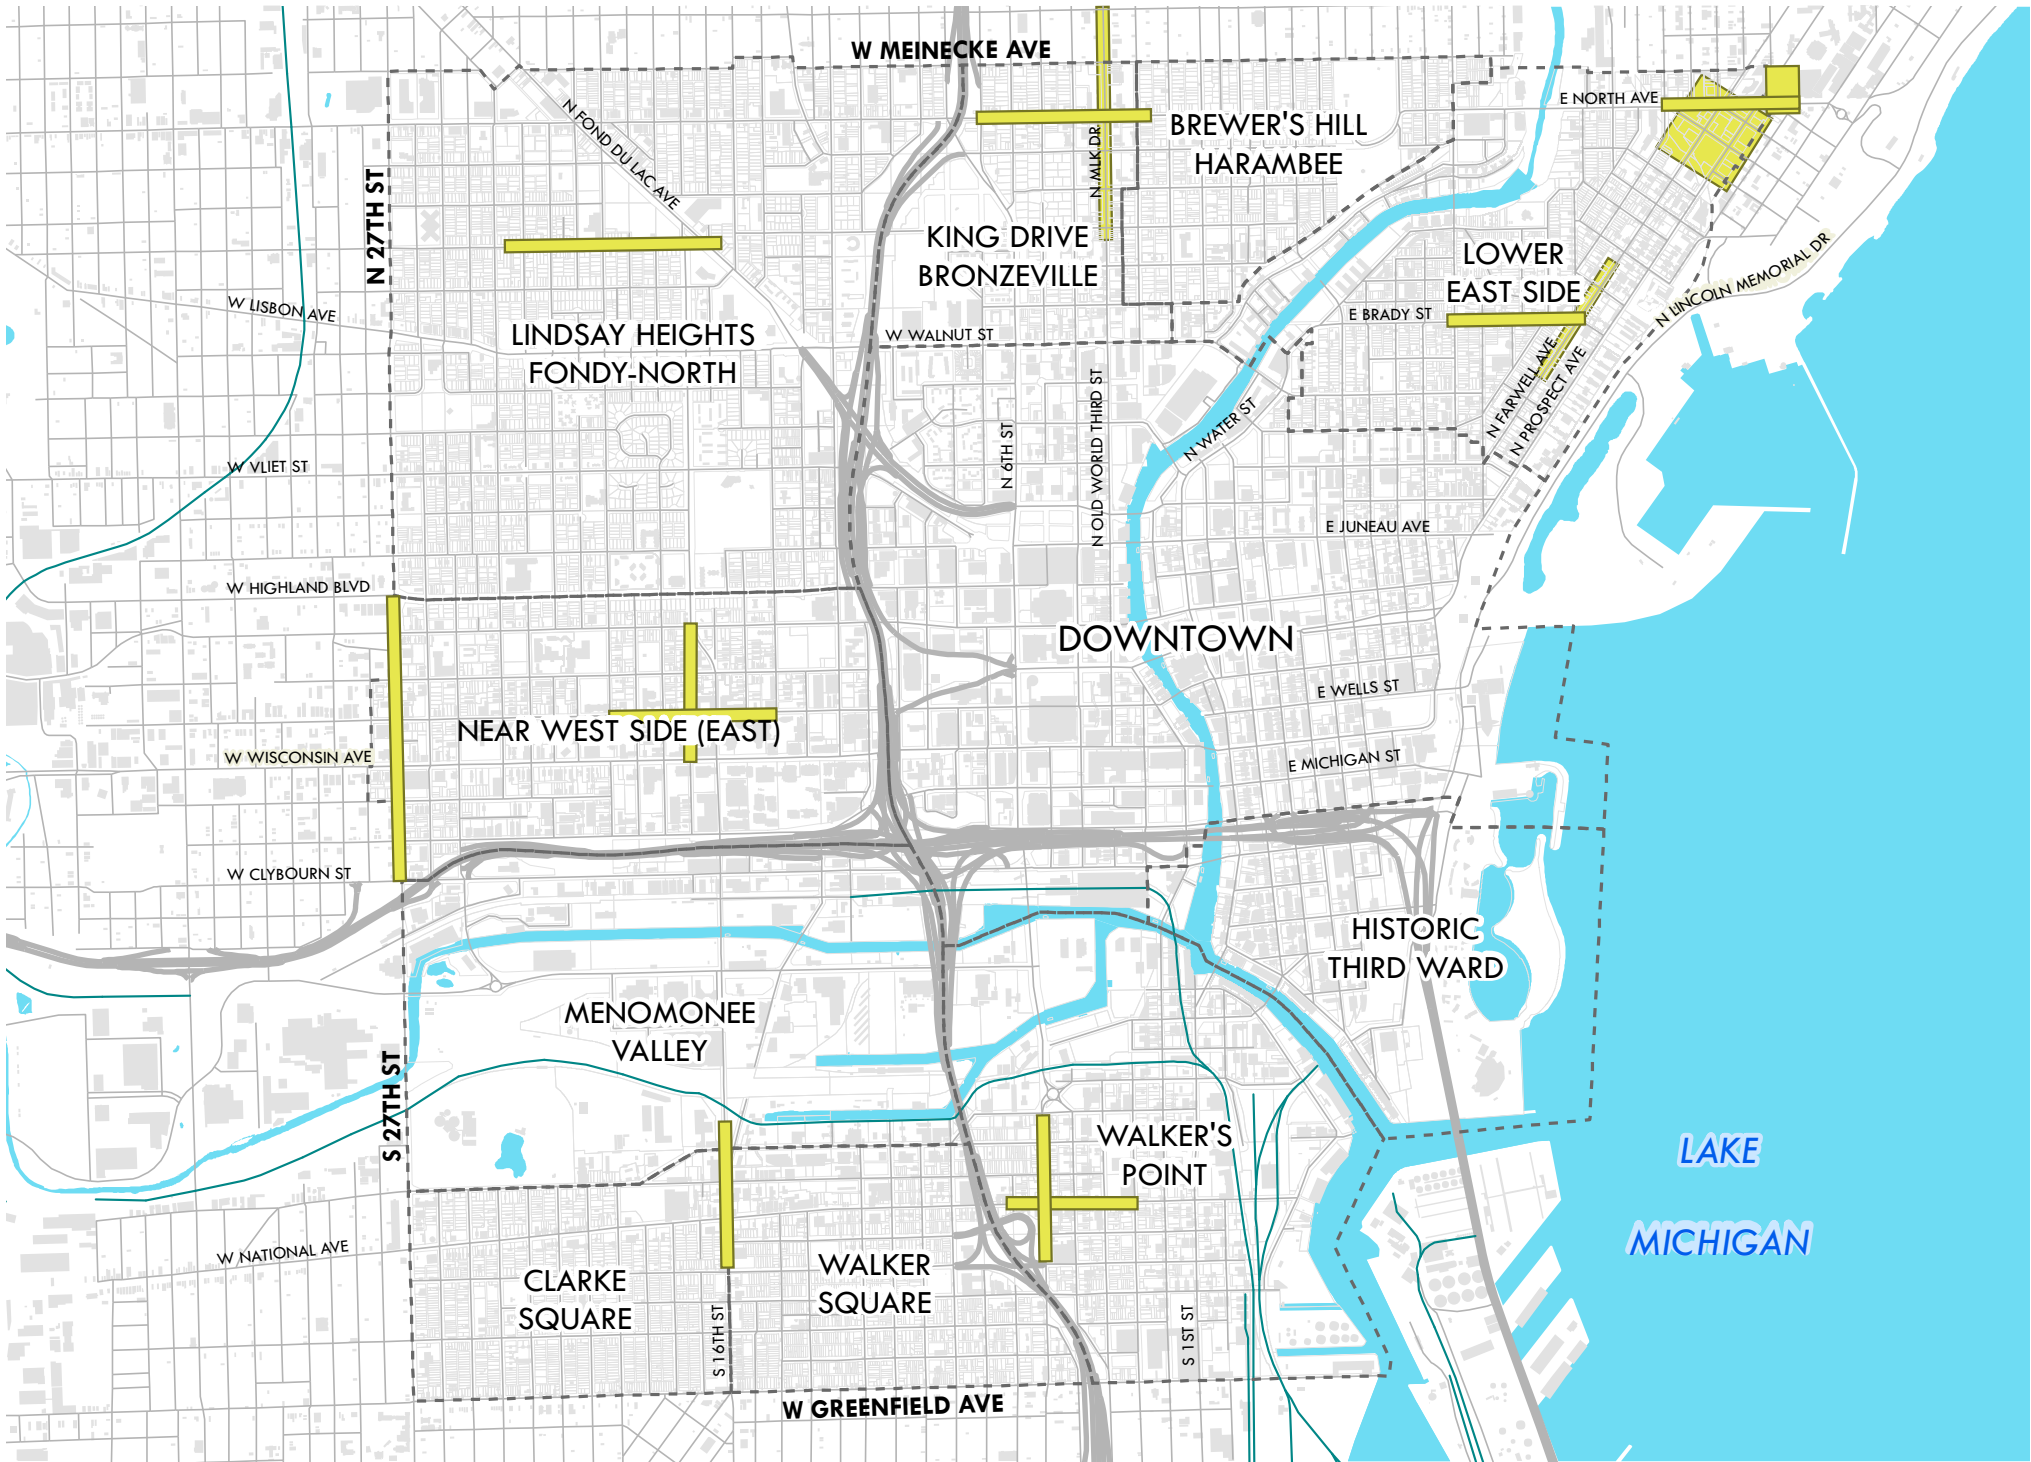 W MEINECKE AVE
E NORTH AVE
N FOND DU LAC AVE
BREWER'S HILL
HARAMBEE
N MLK DR
N 27TH ST
KING DRIVE
BRONZEVILLE
LOWER
EAST SIDE
N LINCOLN MEMORIAL DR
W LISBON AVE
E BRADY ST
LINDSAY HEIGHTS
FONDY-NORTH
W WALNUT ST
N FARWELL AVE
N PROSPECT AVE
N WATER ST
N 6TH ST
N OLD WORLD THIRD ST
W VLIET ST
E JUNEAU AVE
W HIGHLAND BLVD
DOWNTOWN
E WELLS ST
NEAR WEST SIDE (EAST)
W WISCONSIN AVE
E MICHIGAN ST
W CLYBOURN ST
HISTORIC
THIRD WARD
MENOMONEE
VALLEY
S 27TH ST
WALKER'S
POINT
LAKE
MICHIGAN
W NATIONAL AVE
CLARKE
SQUARE
WALKER
SQUARE
S 16TH ST
S 1ST ST
W GREENFIELD AVE